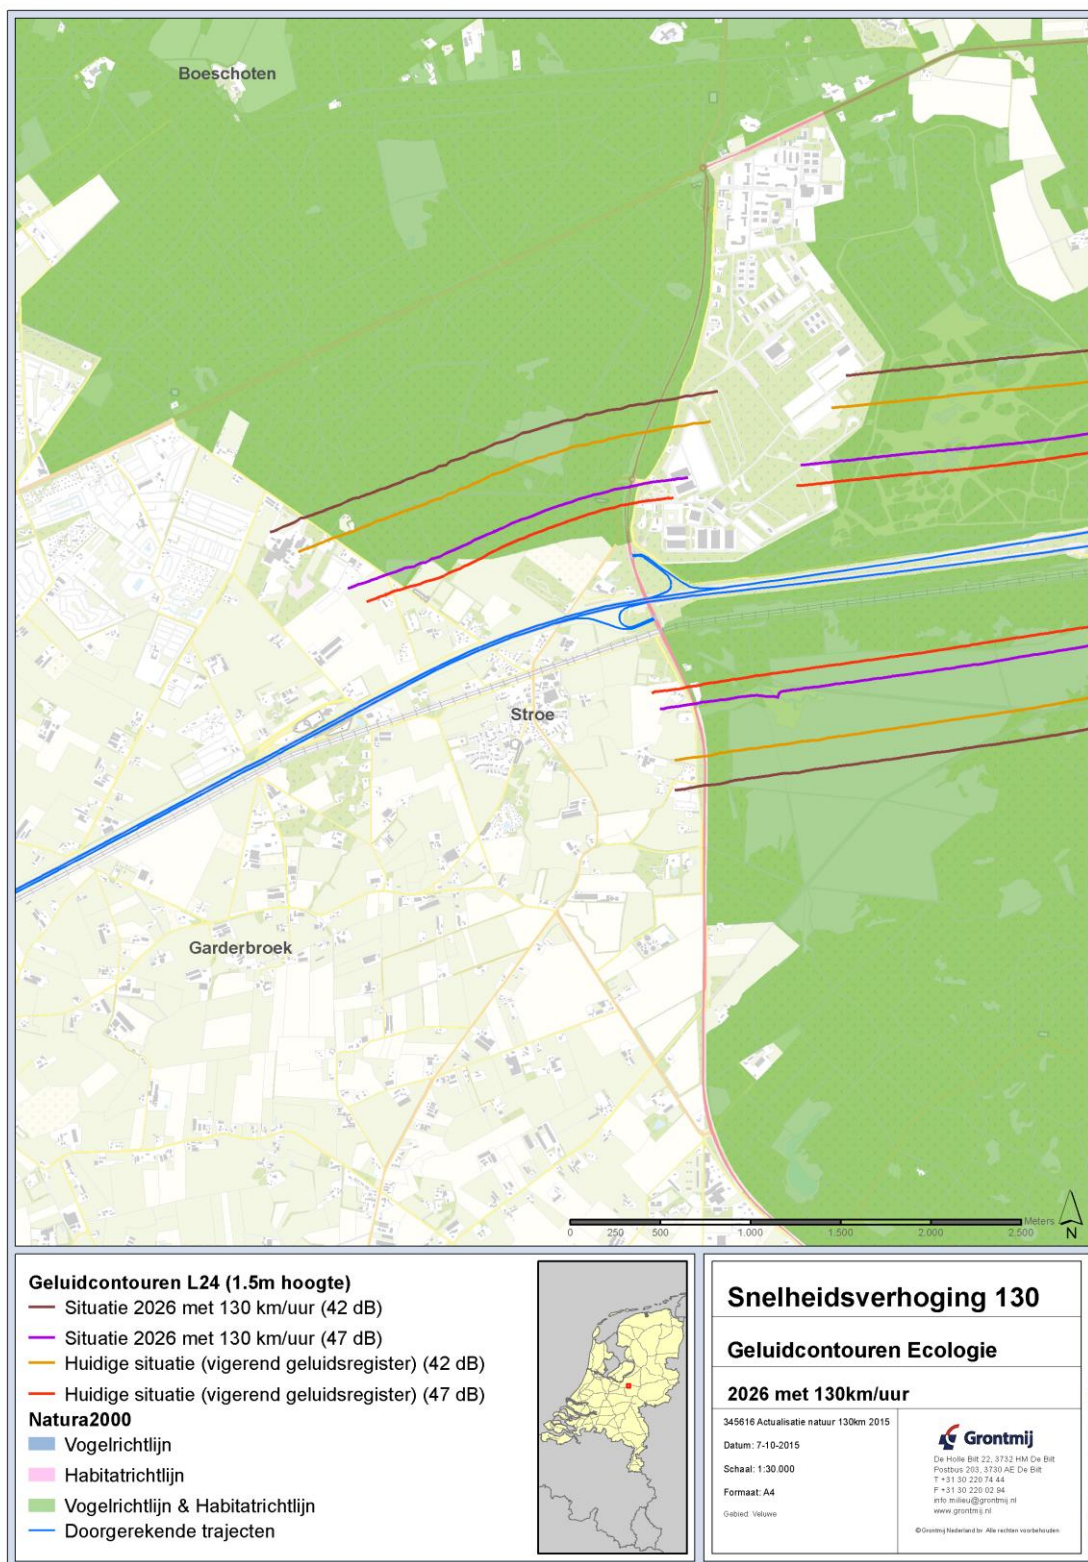 Boeschoten
Stroe
Garderbroek
Meters
0 250 500 1.000 1.500 2.000 2.500
N
Geluidcontouren L24 (1.5m hoogte)
Situatie 2026 met 130 km/uur (42 dB)
Situatie 2026 met 130 km/uur (47 dB)
Huidige situatie (vigerend geluidsregister) (42 dB)
Huidige situatie (vigerend geluidsregister) (47 dB)
Natura2000
Vogelrichtlijn
Habitatrichtlijn
Vogelrichtlijn & Habitatrichtlijn
Doorgerekende trajecten
Snelheidsverhoging 130
Geluidcontouren Ecologie
2026 met 130km/uur
345616 Actualisatie natuur 130km 2015
Datum: 7-10-2015
Schaal: 1:30.000
Formaat: A4
Gebied: Veluwe
Grontmij
De Holle Bilt 22, 3732 HM De Bilt
Postbus 203, 3730 AE De Bilt
T +31 30 220 74 44
F +31 30 220 02 94
info.milieu@grontmij.nl
www.grontmij.nl
© Grontmij Nederland bv. Alle rechten voorbehouden.